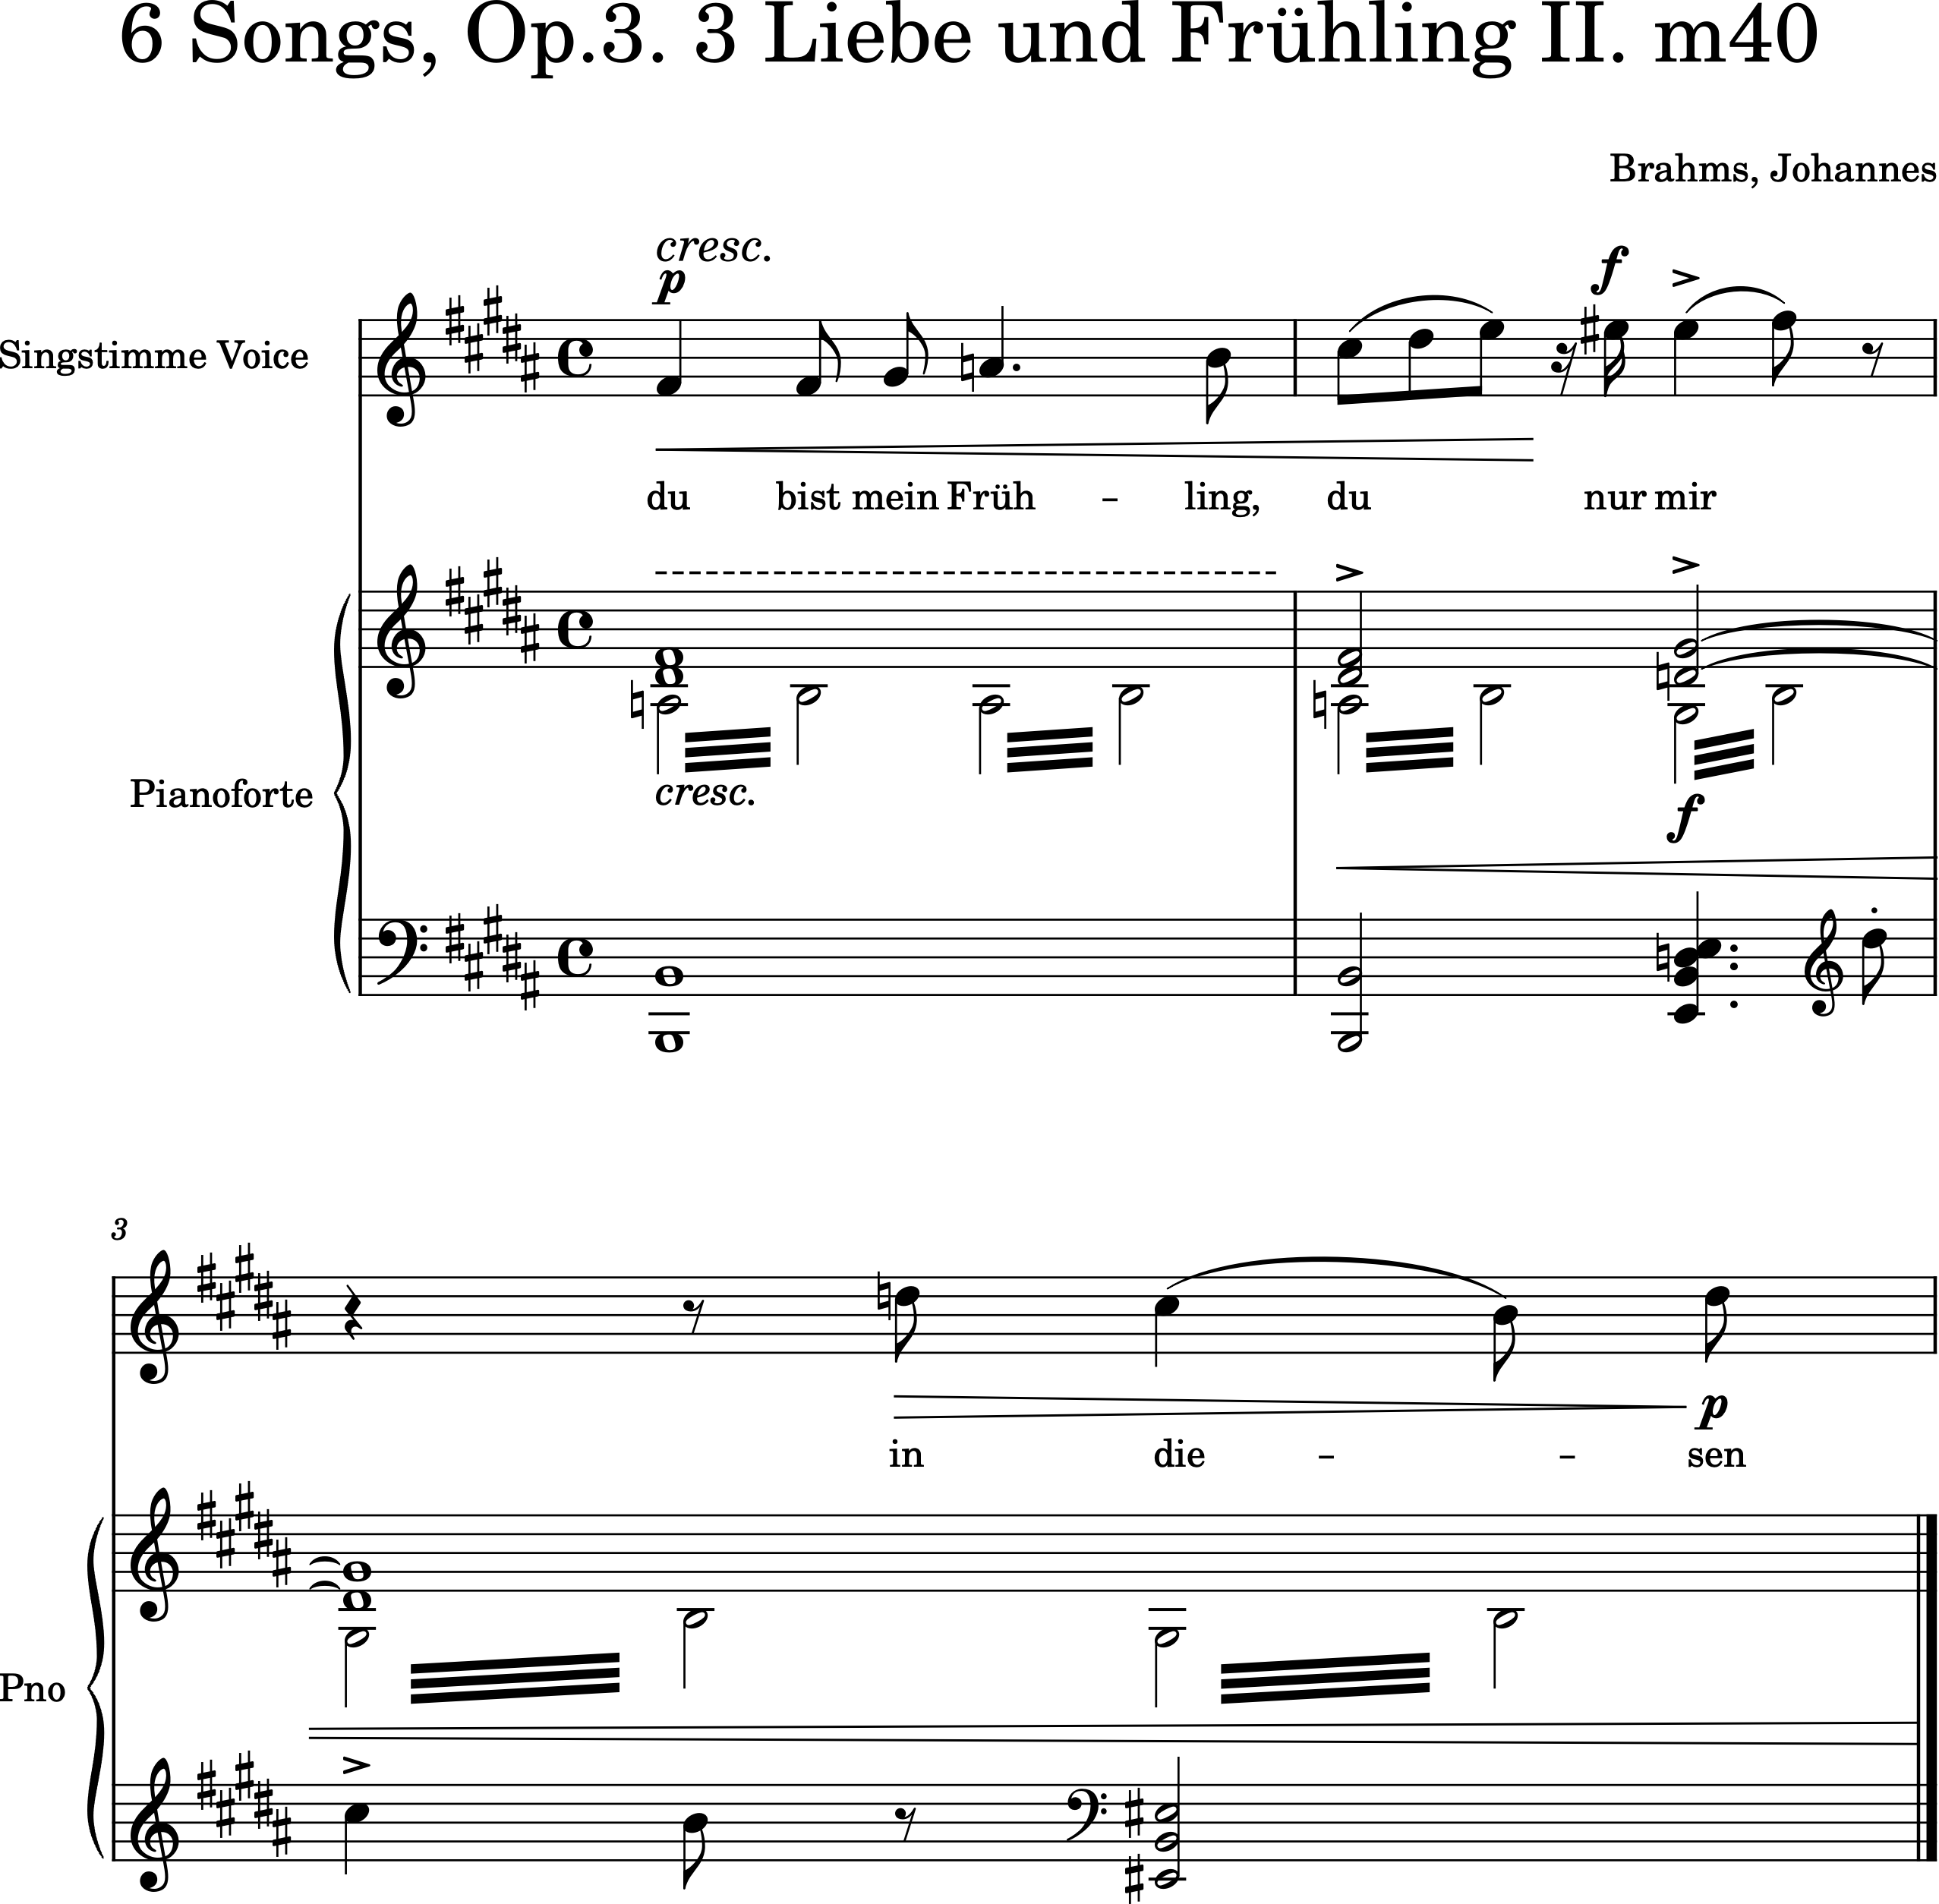 6 Songs, Op.3. 3 Liebe und Frühling II. m40
Brahms, Johannes
cresc.
p
f
Singstimme Voice
du bist mein Früh – ling, du nur mir
Pianoforte
cresc.
f
3
p
in die – – sen
Pno